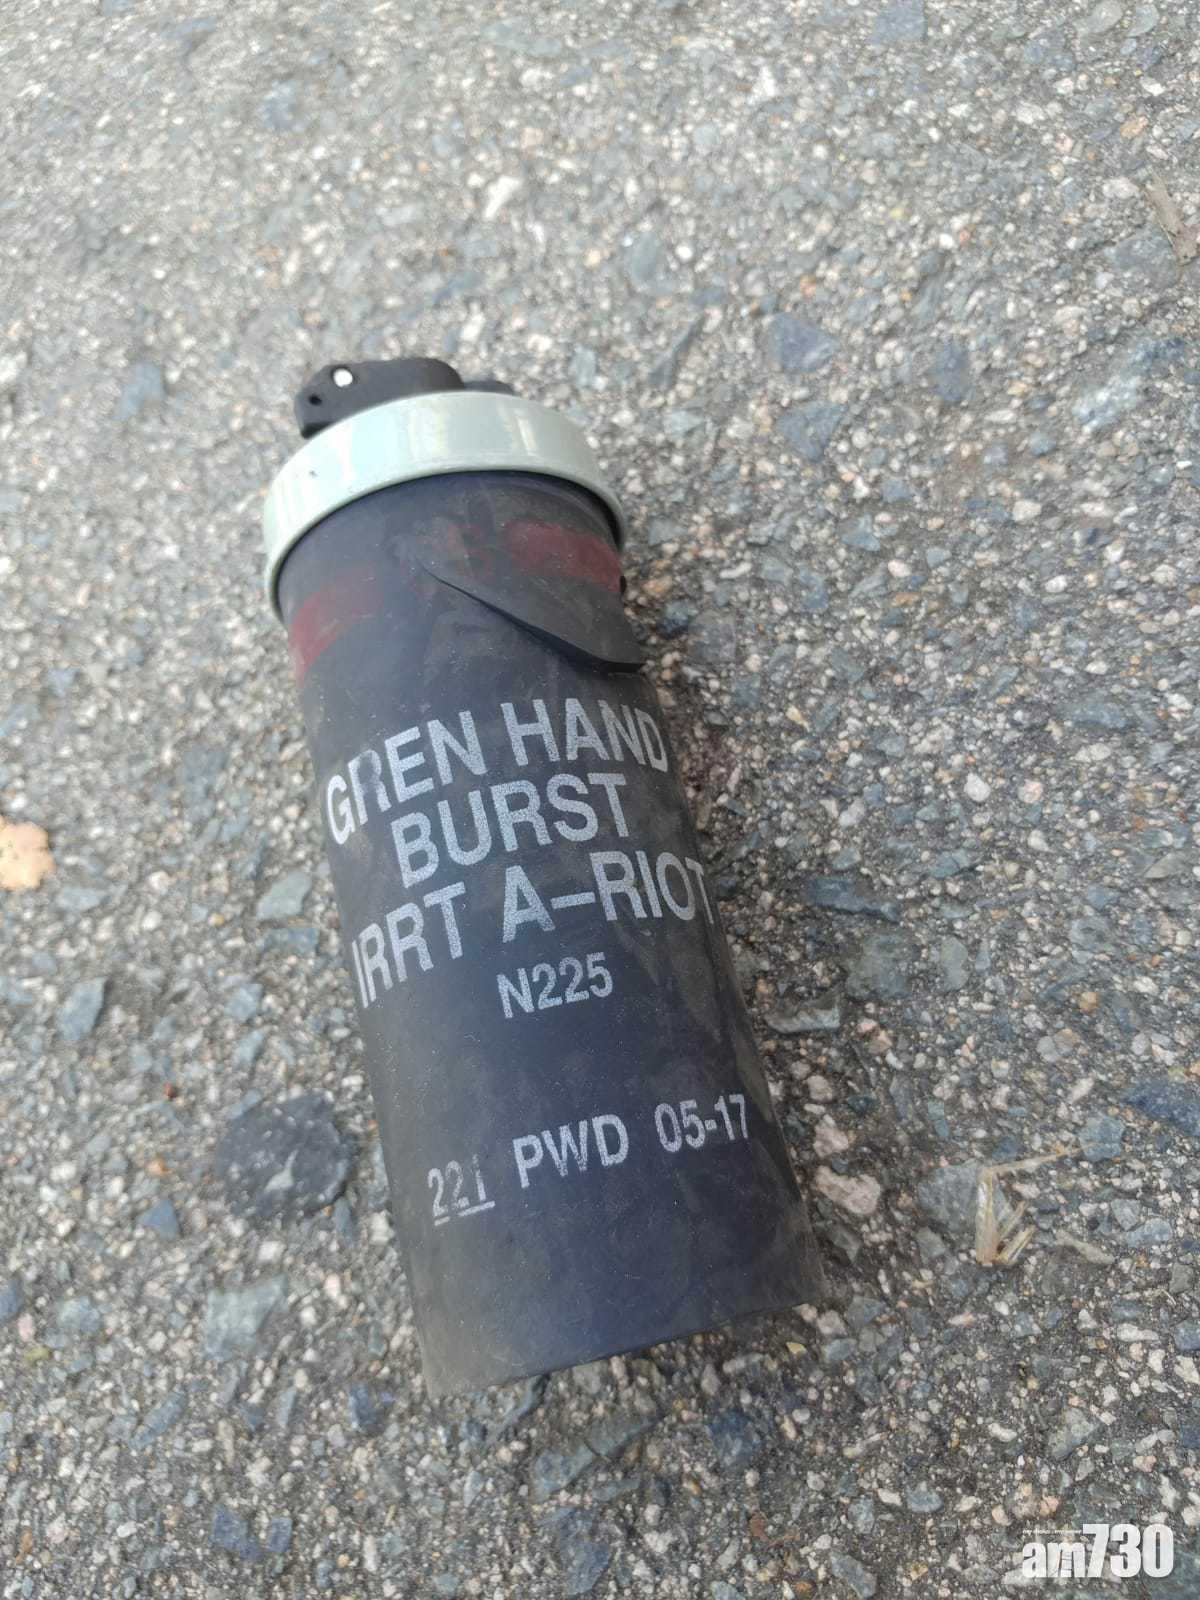 GREN HAND
BURST
IRRT A-RIOT
N225
221 PWD 05-17
am730